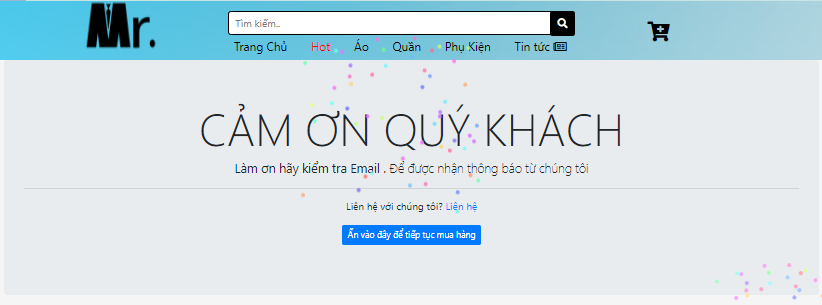 Mr.
Tìm kiếm..
Trang Chủ Hot Áo Quần Phụ Kiện Tin tức
CẢM ƠN QUÝ KHÁCH
Làm ơn hãy kiểm tra Email . Để được nhận thông báo từ chúng tôi
Liên hệ với chúng tôi? Liên hệ
Ấn vào đây để tiếp tục mua hàng